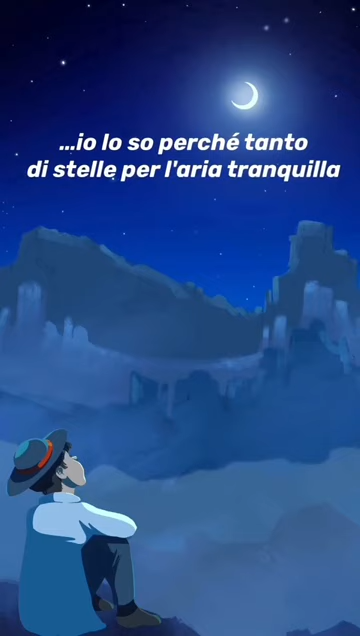 ...io lo so perché tanto
di stelle per l'aria tranquilla